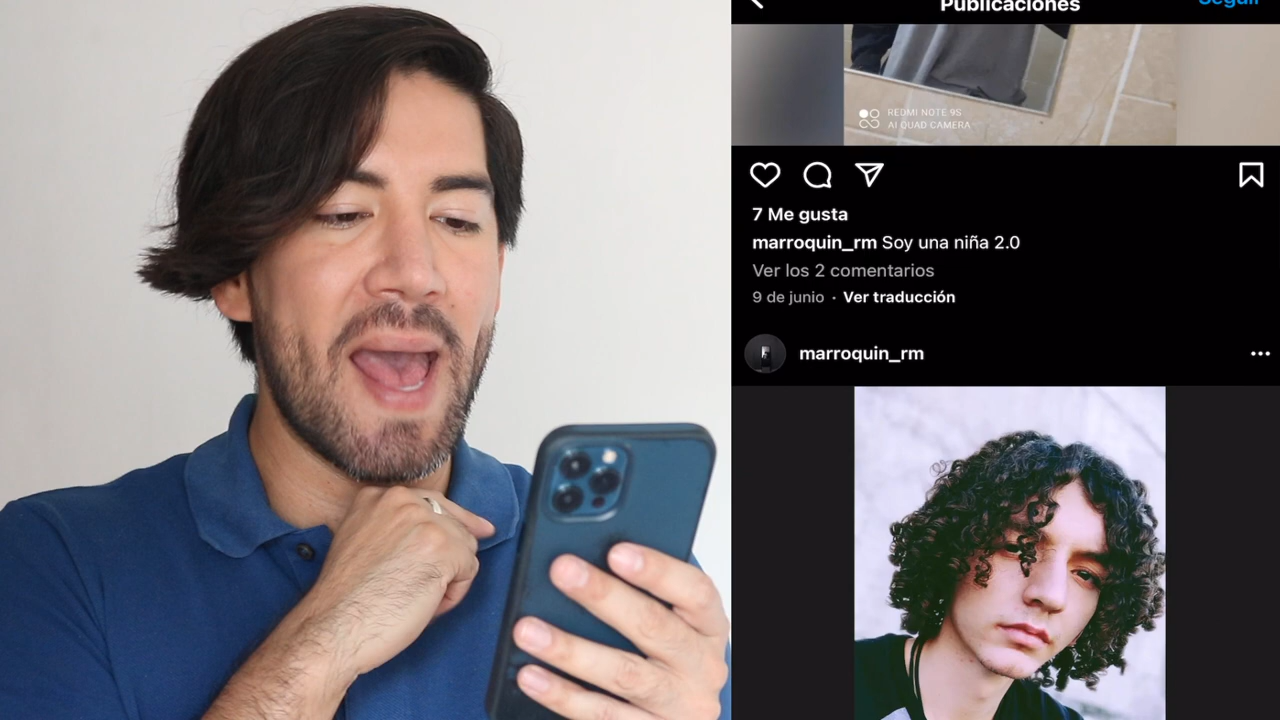 Publicaciones
Seguir
REDMI NOTE 9S
AI QUAD CAMERA
7 Me gusta
marroquin_rm Soy una niña 2.0
Ver los 2 comentarios
9 de junio · Ver traducción
marroquin_rm